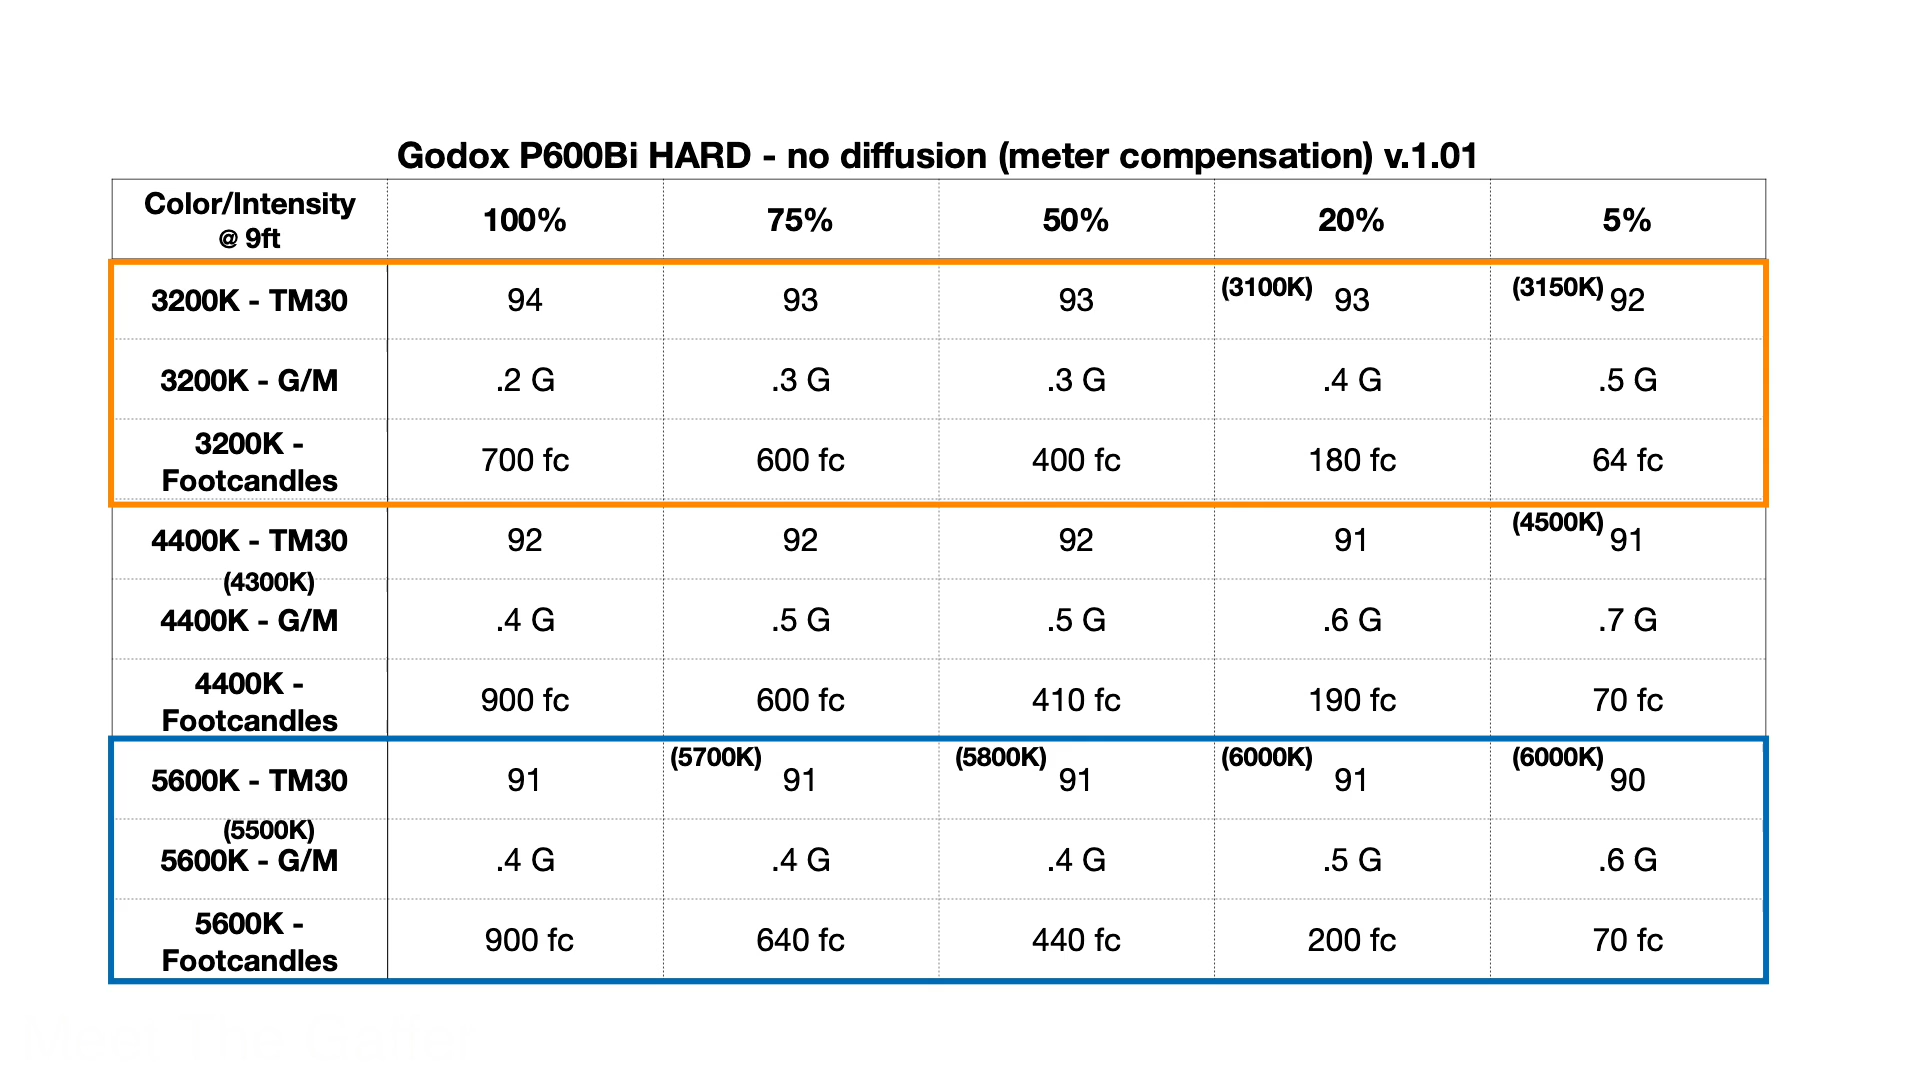 Godox P600Bi HARD - no diffusion (meter compensation) v.1.01
Color/Intensity @ 9ft 100% 75% 50% 20% 5%
3200K - TM30 94 93 93 (3100K) 93 (3150K) 92
3200K - G/M .2 G .3 G .3 G .4 G .5 G
3200K - Footcandles 700 fc 600 fc 400 fc 180 fc 64 fc
4400K - TM30 92 92 92 91 (4500K) 91
(4300K)
4400K - G/M .4 G .5 G .5 G .6 G .7 G
4400K - Footcandles 900 fc 600 fc 410 fc 190 fc 70 fc
5600K - TM30 91 (5700K) 91 (5800K) 91 (6000K) 91 (6000K) 90
(5500K)
5600K - G/M .4 G .4 G .4 G .5 G .6 G
5600K - Footcandles 900 fc 640 fc 440 fc 200 fc 70 fc
Meet The Gaffer